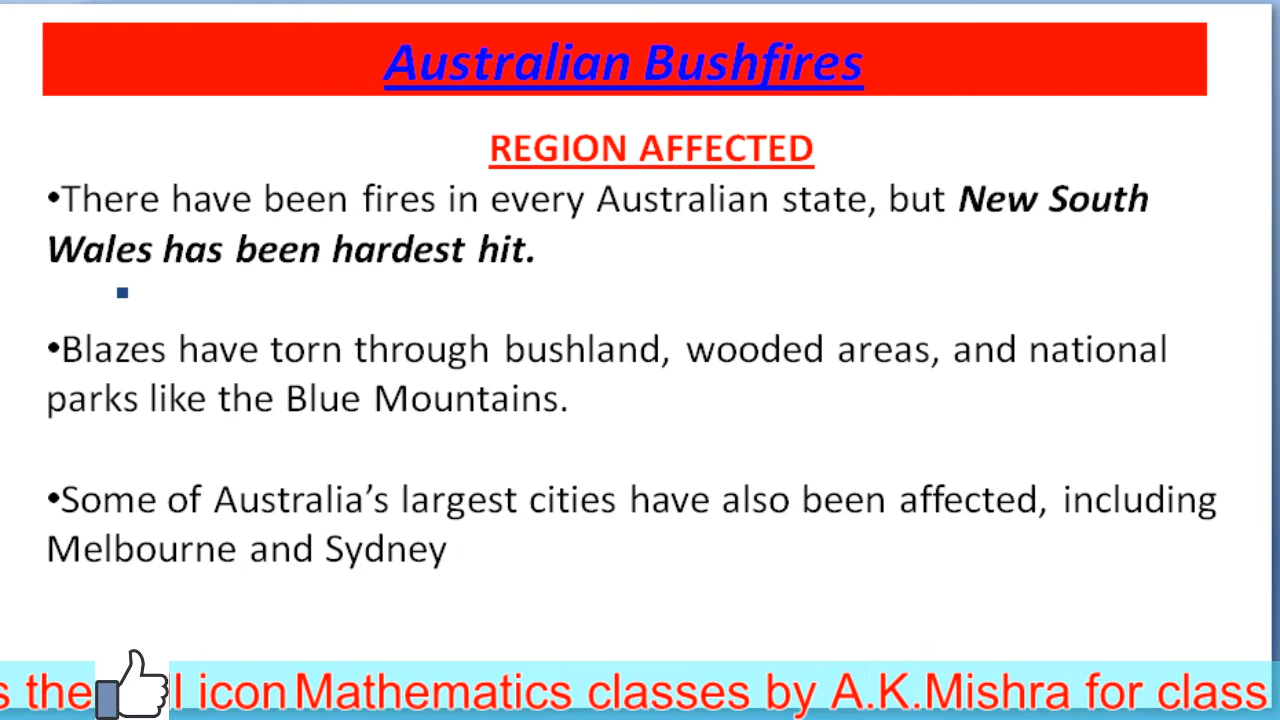 Australian Bushfires
REGION AFFECTED
•There have been fires in every Australian state, but New South
Wales has been hardest hit.
•Blazes have torn through bushland, wooded areas, and national
parks like the Blue Mountains.
•Some of Australia’s largest cities have also been affected, including
Melbourne and Sydney
the icon Mathematics classes by A.K.Mishra for class